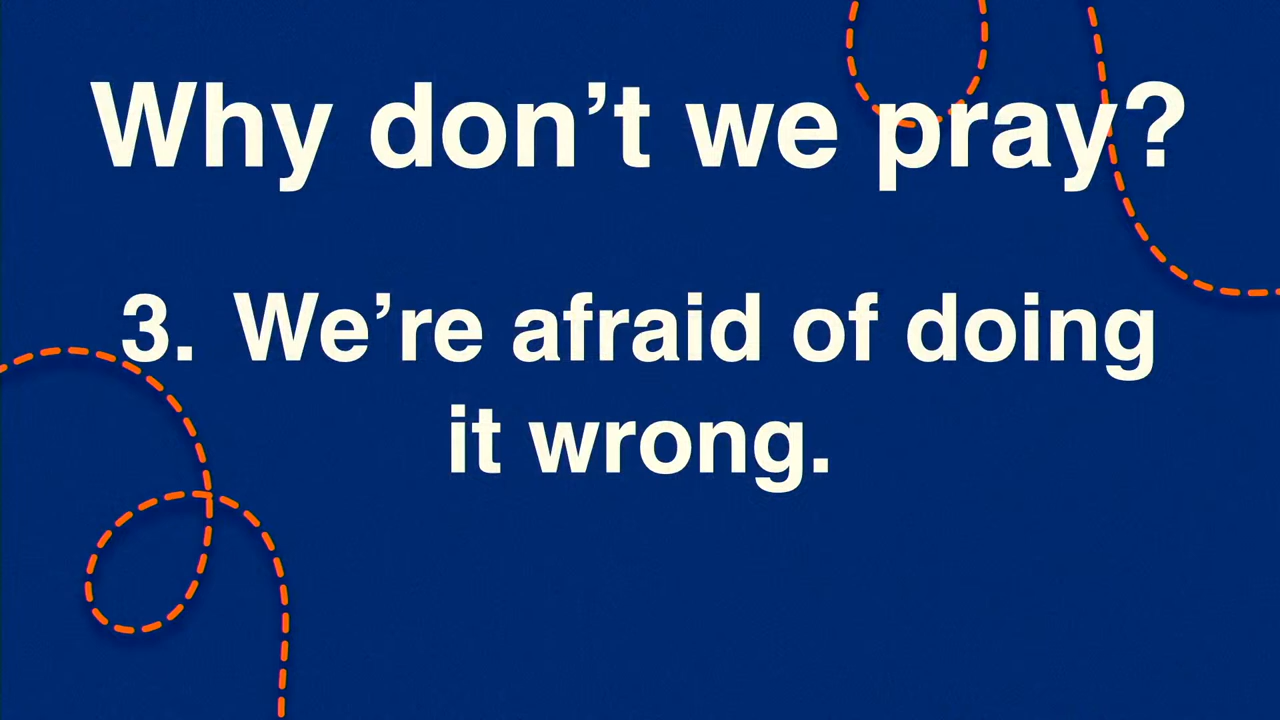 Why don’t we pray?
3. We’re afraid of doing
it wrong.